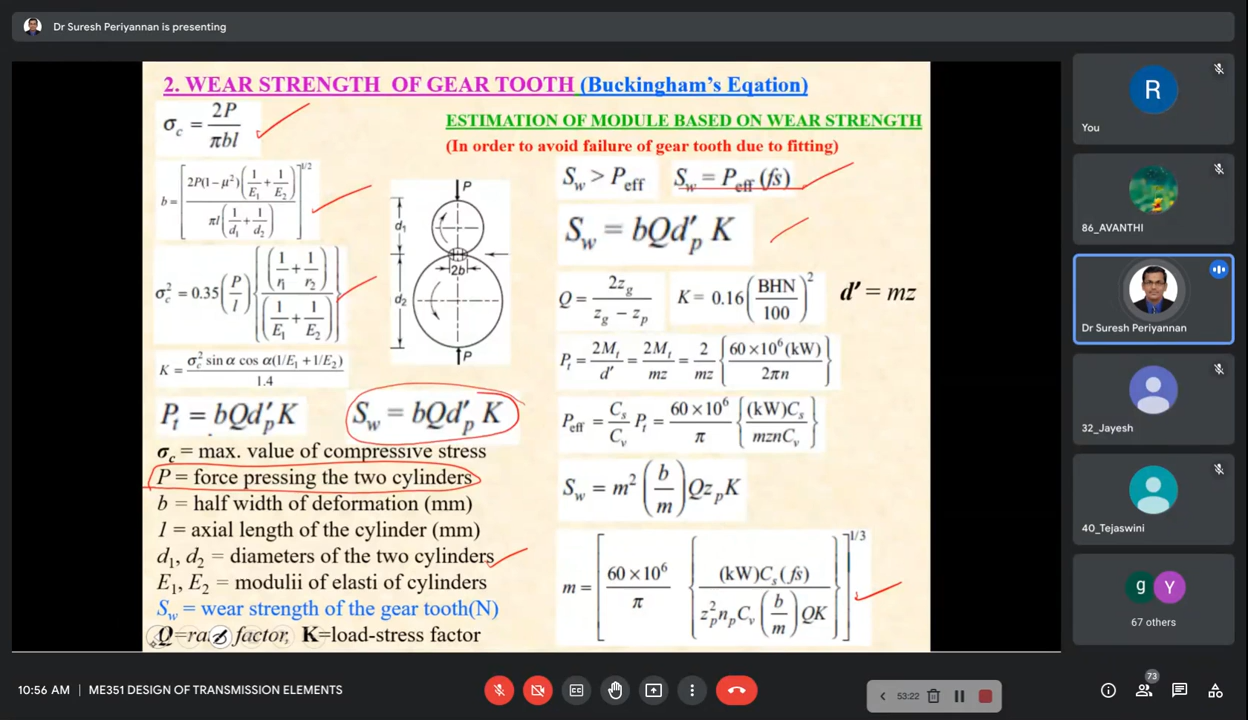 Dr Suresh Periyannan is presenting
2. WEAR STRENGTH OF GEAR TOOTH (Buckingham's Eqation)
σc = 2P / πbl
b = [2P(1−μ²)(1/E1 + 1/E2) / πl(1/d1 + 1/d2)]^1/2
σc² = 0.35 (P/l) {(1/r1 + 1/r2) / (1/E1 + 1/E2)}
K = σc² sin α cos α(1/E1 + 1/E2) / 1.4
Pt = bQd′p K
Sw = bQd′p K
σc = max. value of compressive stress
P = force pressing the two cylinders
b = half width of deformation (mm)
l = axial length of the cylinder (mm)
d1, d2 = diameters of the two cylinders
E1, E2 = modulii of elasti of cylinders
Sw = wear strength of the gear tooth(N)
factor, K=load-stress factor
P
d1
2b
d2
P
ESTIMATION OF MODULE BASED ON WEAR STRENGTH
(In order to avoid failure of gear tooth due to fitting)
Sw > Peff
Sw = Peff (fs)
Sw = bQd′p K
Q = 2zg / zg − zp
K = 0.16 (BHN / 100)²
d′ = mz
Pt = 2Mt / d′ = 2Mt / mz = 2 / mz {60 × 10⁶(kW) / 2πn}
Peff = Cs / Cv Pt = 60 × 10⁶ / π {(kW)Cs / mznCv}
Sw = m² (b/m) QzpK
m = [60 × 10⁶ / π {(kW)Cs (fs) / zp² np Cv (b/m) QK}]^1/3
R
You
86_AVANTHI
Dr Suresh Periyannan
32_Jayesh
40_Tejaswini
g
Y
67 others
10:56 AM | ME351 DESIGN OF TRANSMISSION ELEMENTS
53:22
73